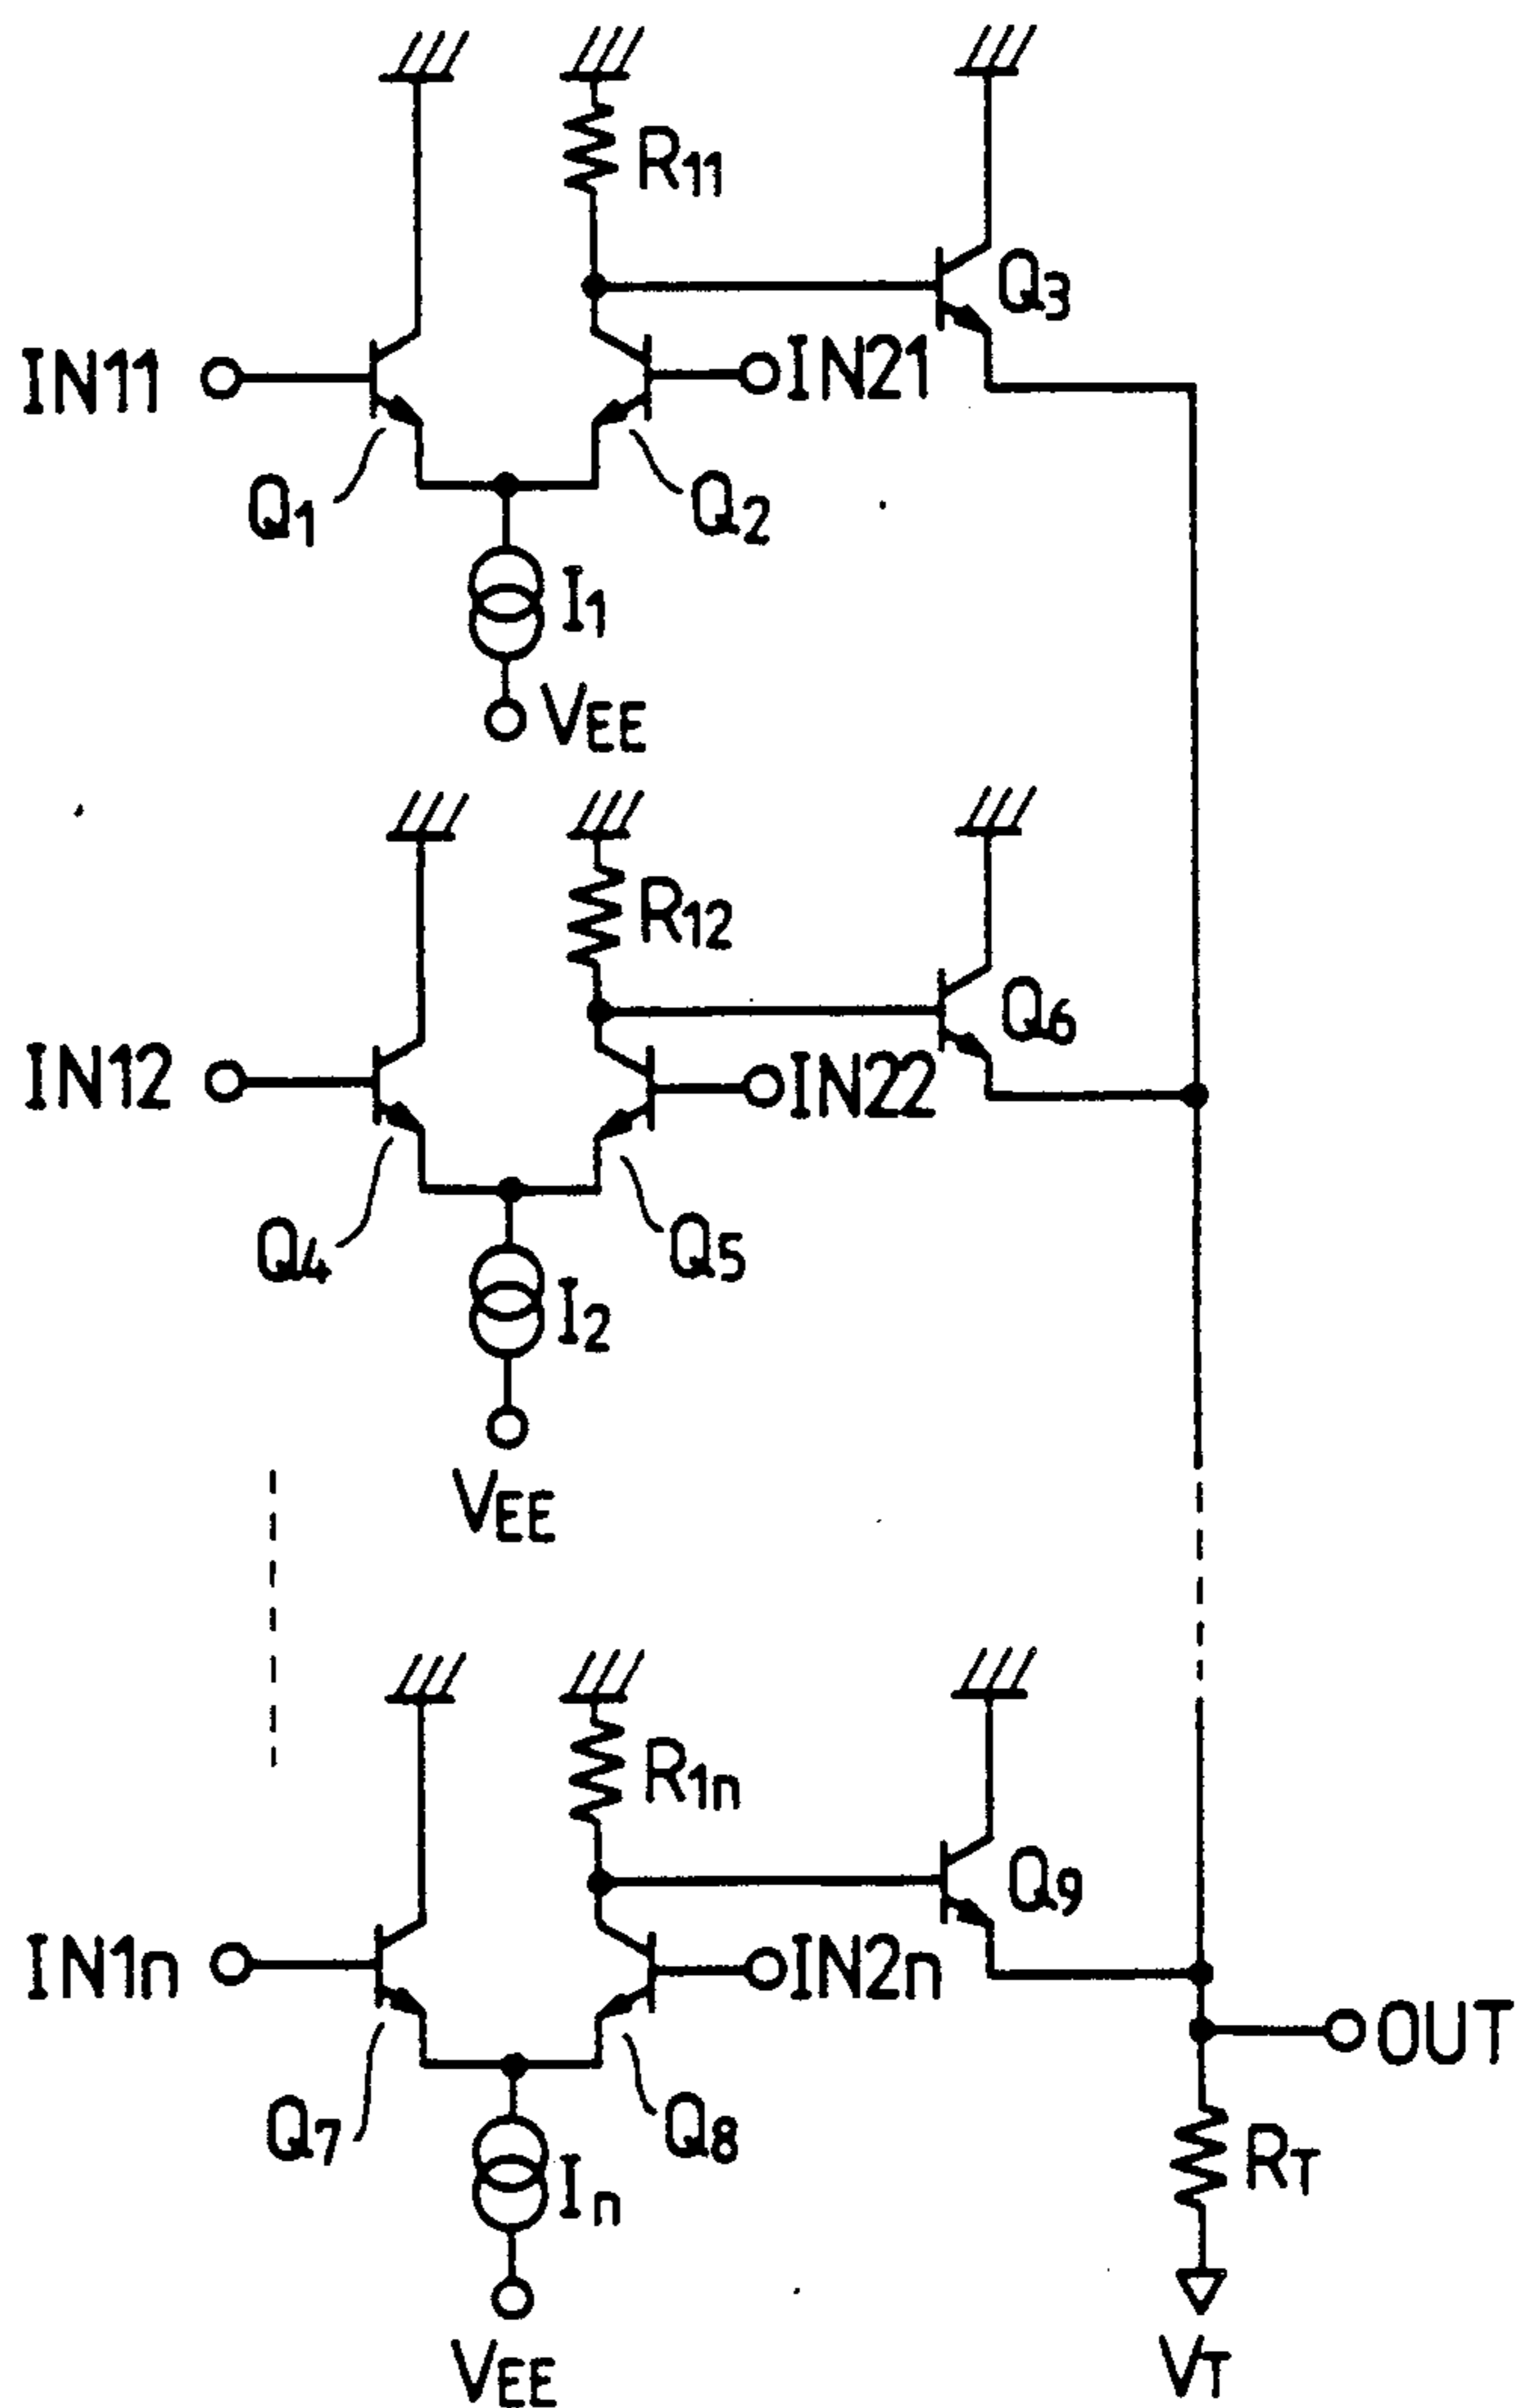 R11
Q3
IN11
IN21
Q1
Q2
I1
VEE
R12
Q6
IN12
IN22
Q4
Q5
I2
VEE
R1n
Q9
IN1n
IN2n
OUT
Q7
Q8
RT
In
VEE
VT